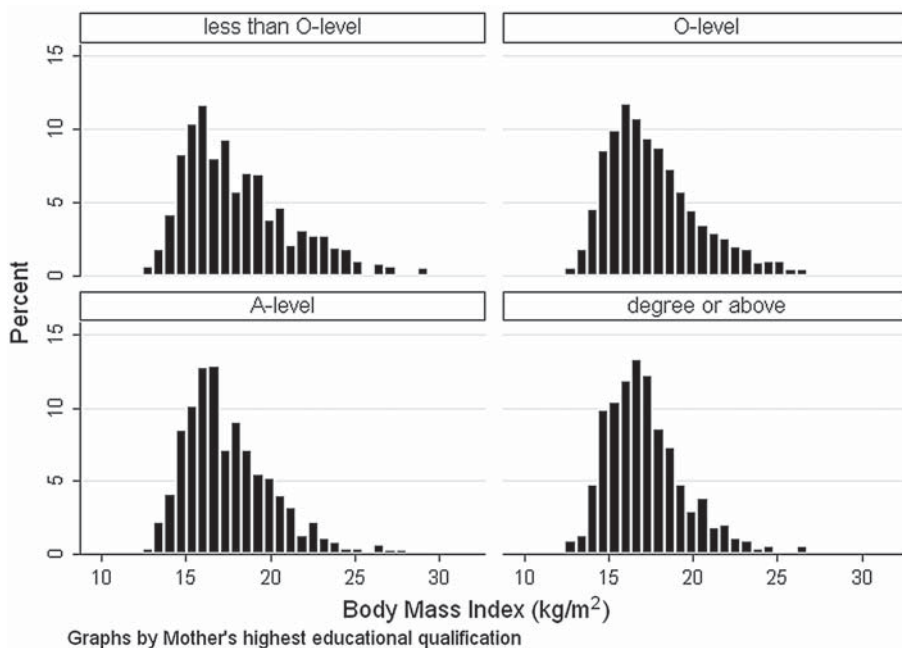 less than O-level
O-level
15
10
5
0
A-level
degree or above
15
10
5
0
Percent
10 15 20 25 30 10 15 20 25 30
Body Mass Index (kg/m²)
Graphs by Mother's highest educational qualification